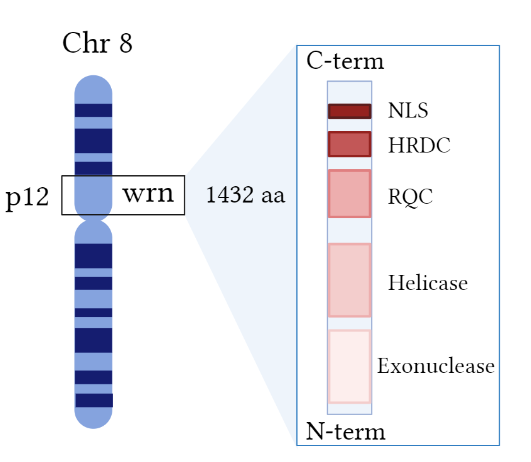 Chr 8
p12
wrn
1432 aa
C-term
NLS
HRDC
RQC
Helicase
Exonuclease
N-term